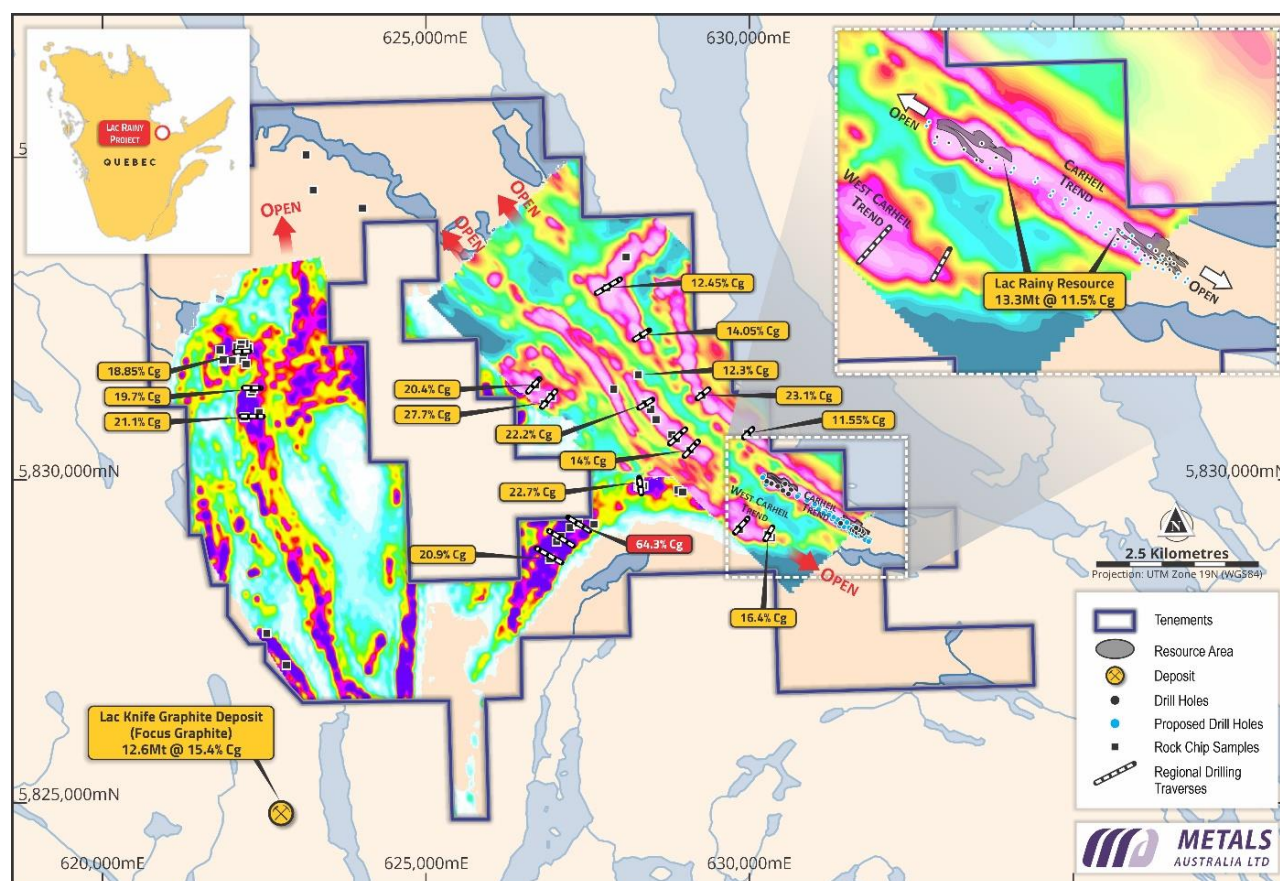 625,000mE
630,000mE
LAC RAINY
PROJECT
QUEBEC
OPEN
OPEN
OPEN
OPEN
CARHEIL
TREND
WEST CARHEIL
TREND
Lac Rainy Resource
13.3Mt @ 11.5% Cg
OPEN
12.45% Cg
14.05% Cg
12.3% Cg
18.85% Cg
19.7% Cg
21.1% Cg
20.4% Cg
27.7% Cg
23.1% Cg
22.2% Cg
11.55% Cg
14% Cg
5,830,000mN
5,830,000mN
22.7% Cg
WEST CARHEIL
TREND
CARHEIL
TREND
64.3% Cg
20.9% Cg
OPEN
16.4% Cg
N
2.5 Kilometres
Projection: UTM Zone 19N (WGS84)
Tenements
Resource Area
Deposit
Drill Holes
Proposed Drill Holes
Rock Chip Samples
Regional Drilling
Traverses
Lac Knife Graphite Deposit
(Focus Graphite)
12.6Mt @ 15.4% Cg
5,825,000mN
620,000mE
625,000mE
630,000mE
METALS
AUSTRALIA LTD